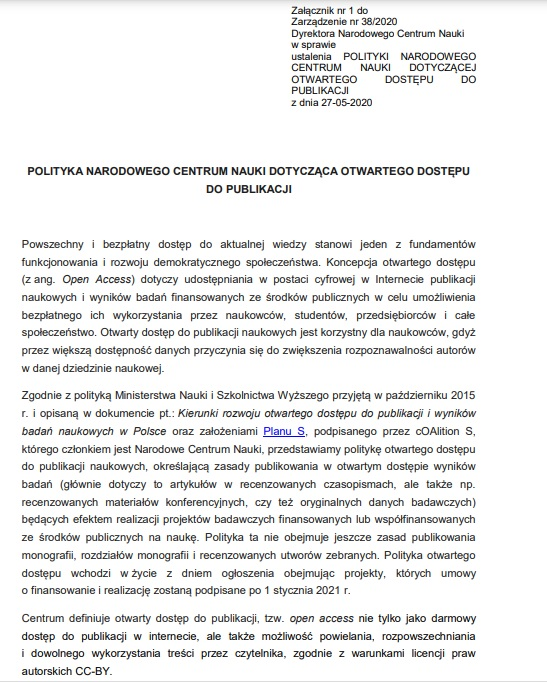 Załącznik nr 1 do
Zarządzenie nr 38/2020
Dyrektora Narodowego Centrum Nauki
w sprawie
ustalenia POLITYKI NARODOWEGO
CENTRUM NAUKI DOTYCZĄCEJ
OTWARTEGO DOSTĘPU DO
PUBLIKACJI
z dnia 27-05-2020
POLITYKA NARODOWEGO CENTRUM NAUKI DOTYCZĄCA OTWARTEGO DOSTĘPU
DO PUBLIKACJI
Powszechny i bezpłatny dostęp do aktualnej wiedzy stanowi jeden z fundamentów
funkcjonowania i rozwoju demokratycznego społeczeństwa. Koncepcja otwartego dostępu
(z ang. Open Access) dotyczy udostępniania w postaci cyfrowej w Internecie publikacji
naukowych i wyników badań finansowanych ze środków publicznych w celu umożliwienia
bezpłatnego ich wykorzystania przez naukowców, studentów, przedsiębiorców i całe
społeczeństwo. Otwarty dostęp do publikacji naukowych jest korzystny dla naukowców, gdyż
przez większą dostępność danych przyczynia się do zwiększenia rozpoznawalności autorów
w danej dziedzinie naukowej.
Zgodnie z polityką Ministerstwa Nauki i Szkolnictwa Wyższego przyjętą w październiku 2015
r. i opisaną w dokumencie pt.: Kierunki rozwoju otwartego dostępu do publikacji i wyników
badań naukowych w Polsce oraz założeniami Planu S, podpisanego przez cOAlition S,
którego członkiem jest Narodowe Centrum Nauki, przedstawiamy politykę otwartego dostępu
do publikacji naukowych, określającą zasady publikowania w otwartym dostępie wyników
badań (głównie dotyczy to artykułów w recenzowanych czasopismach, ale także np.
recenzowanych materiałów konferencyjnych, czy też oryginalnych danych badawczych)
będących efektem realizacji projektów badawczych finansowanych lub współfinansowanych
ze środków publicznych na naukę. Polityka ta nie obejmuje jeszcze zasad publikowania
monografii, rozdziałów monografii i recenzowanych utworów zebranych. Polityka otwartego
dostępu wchodzi w życie z dniem ogłoszenia obejmując projekty, których umowy
o finansowanie i realizację zostaną podpisane po 1 stycznia 2021 r.
Centrum definiuje otwarty dostęp do publikacji, tzw. open access nie tylko jako darmowy
dostęp do publikacji w internecie, ale także możliwość powielania, rozpowszechniania
i dowolnego wykorzystania treści przez czytelnika, zgodnie z warunkami licencji praw
autorskich CC-BY.